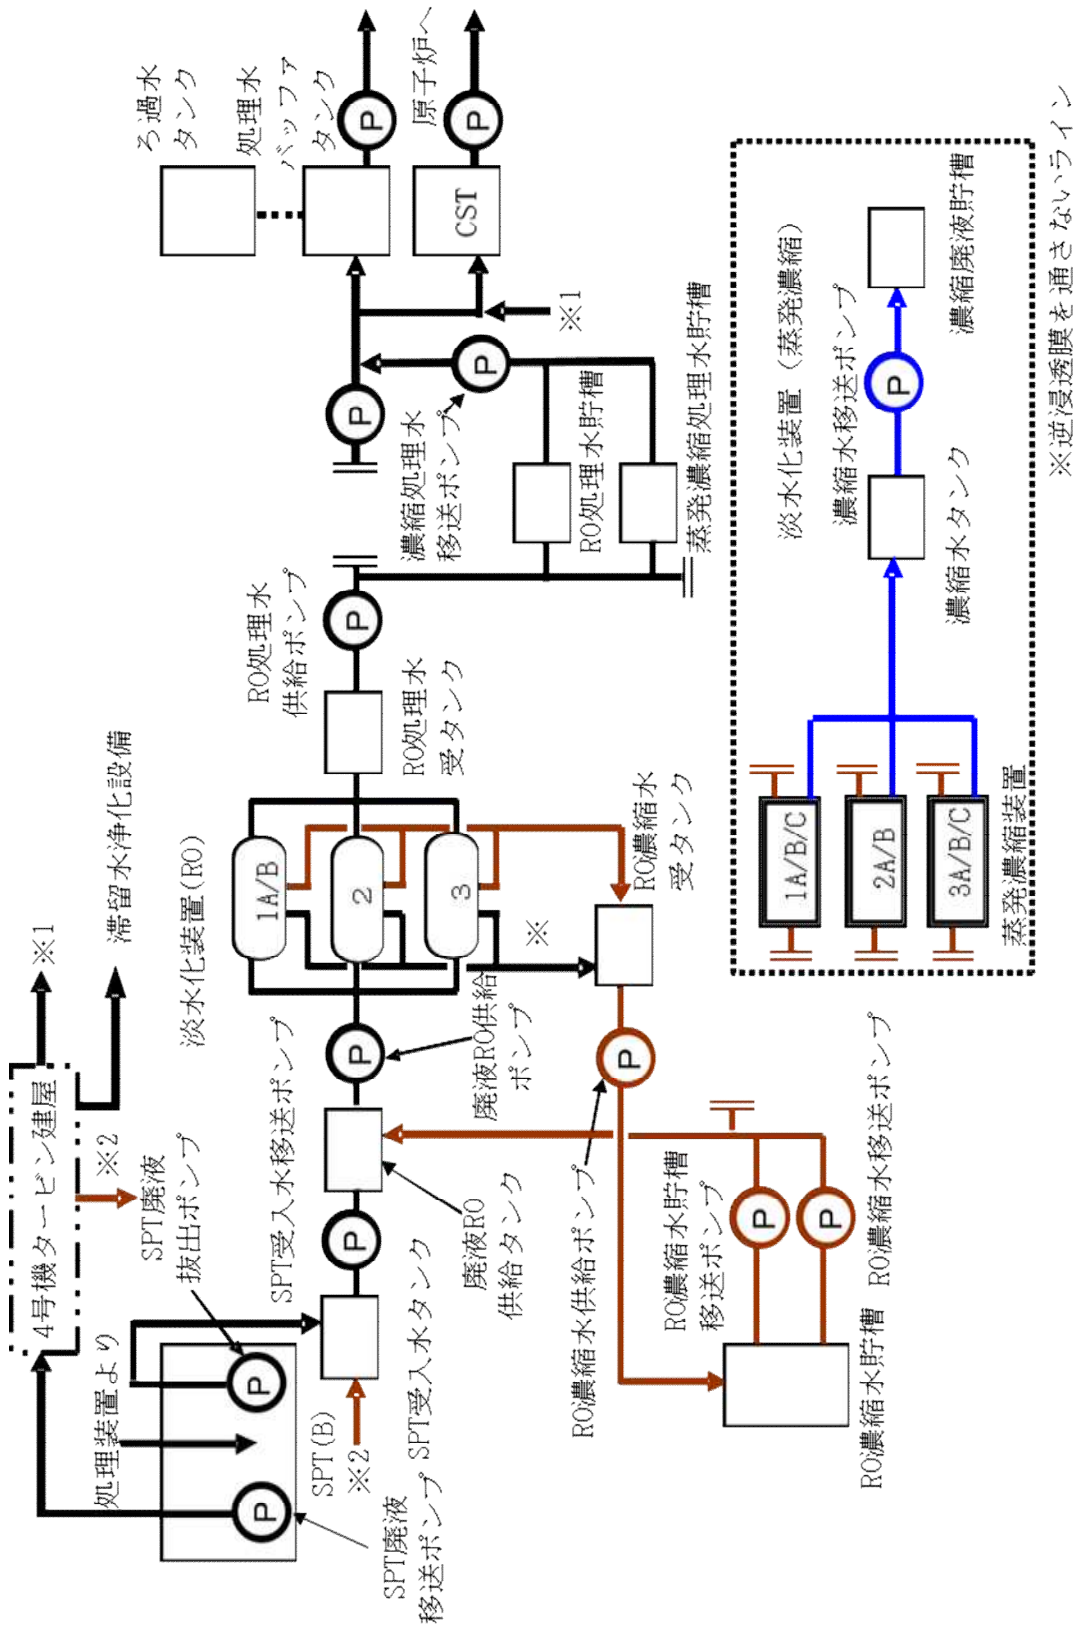 4号機タービン建屋
※1
滞留水浄化設備
※2
処理装置より
SPT廃液
抜出ポンプ
P
P
SPT廃液
移送ポンプ
SPT(B)
※2
SPT受入水タンク
P
SPT受入水移送ポンプ
廃液RO
供給タンク
P
廃液RO供給
ポンプ
淡水化装置(RO)
1A/B
2
3
※
RO濃縮水
受タンク
P
RO濃縮水供給ポンプ
RO濃縮水貯槽
RO濃縮水貯槽
移送ポンプ
P
P
RO濃縮水移送ポンプ
RO処理水
受タンク
RO処理水
供給ポンプ
P
RO処理水貯槽
蒸発濃縮処理水貯槽
濃縮処理水
移送ポンプ
P
P
※1
ろ過水
タンク
処理水
バッファ
タンク
P
CST
原子炉へ
P
淡水化装置（蒸発濃縮）
1A/B/C
2A/B
3A/B/C
蒸発濃縮装置
濃縮水タンク
濃縮水移送ポンプ
P
濃縮廃液貯槽
※逆浸透膜を通さないライン